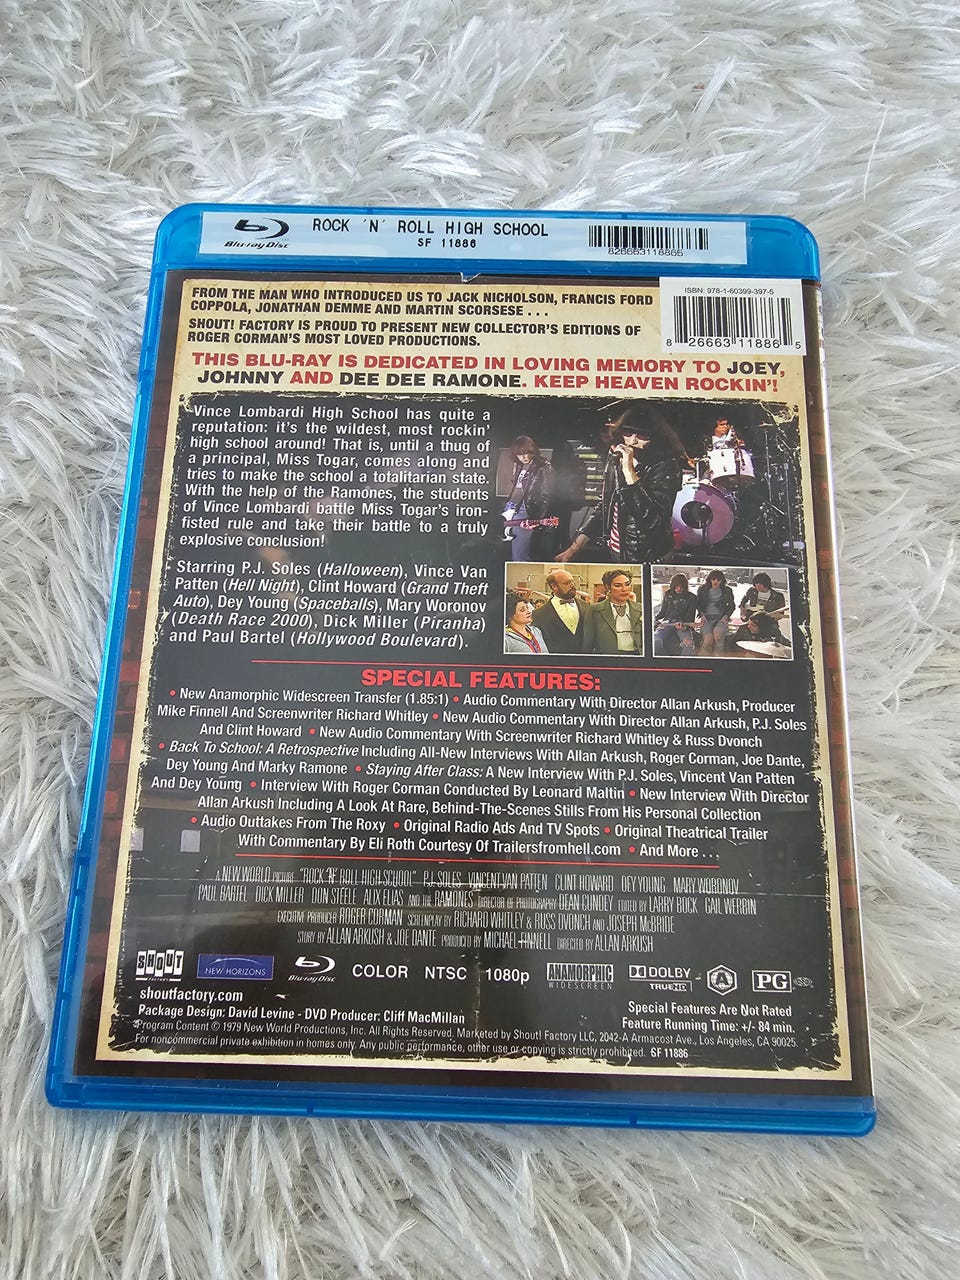 Blu-ray Disc
ROCK 'N' ROLL HIGH SCHOOL
SF 11886
826663118865
FROM THE MAN WHO INTRODUCED US TO JACK NICHOLSON, FRANCIS FORD
COPPOLA, JONATHAN DEMME AND MARTIN SCORSESE . . .
SHOUT! FACTORY IS PROUD TO PRESENT NEW COLLECTOR'S EDITIONS OF
ROGER CORMAN'S MOST LOVED PRODUCTIONS.
ISBN: 978-1-60399-397-5
8 26663 11886 5
THIS BLU-RAY IS DEDICATED IN LOVING MEMORY TO JOEY,
JOHNNY AND DEE DEE RAMONE. KEEP HEAVEN ROCKIN'!
Vince Lombardi High School has quite a
reputation: it's the wildest, most rockin'
high school around! That is, until a thug of
a principal, Miss Togar, comes along and
tries to make the school a totalitarian state.
With the help of the Ramones, the students
of Vince Lombardi battle Miss Togar's iron-
fisted rule and take their battle to a truly
explosive conclusion!
Starring P.J. Soles (Halloween), Vince Van
Patten (Hell Night), Clint Howard (Grand Theft
Auto), Dey Young (Spaceballs), Mary Woronov
(Death Race 2000), Dick Miller (Piranha)
and Paul Bartel (Hollywood Boulevard).
SPECIAL FEATURES:
• New Anamorphic Widescreen Transfer (1.85:1) • Audio Commentary With Director Allan Arkush, Producer
Mike Finnell And Screenwriter Richard Whitley • New Audio Commentary With Director Allan Arkush, P.J. Soles
And Clint Howard • New Audio Commentary With Screenwriter Richard Whitley & Russ Dvonch
• Back To School: A Retrospective Including All-New Interviews With Allan Arkush, Roger Corman, Joe Dante,
Dey Young And Marky Ramone • Staying After Class: A New Interview With P.J. Soles, Vincent Van Patten
And Dey Young • Interview With Roger Corman Conducted By Leonard Maltin • New Interview With Director
Allan Arkush Including A Look At Rare, Behind-The-Scenes Stills From His Personal Collection
• Audio Outtakes From The Roxy • Original Radio Ads And TV Spots • Original Theatrical Trailer
With Commentary By Eli Roth Courtesy Of Trailersfromhell.com • And More . . .
A NEW WORLD PICTURE "ROCK 'N' ROLL HIGH SCHOOL" P.J. SOLES VINCENT VAN PATTEN CLINT HOWARD DEY YOUNG MARY WORONOV
PAUL BARTEL DICK MILLER DON STEELE ALIX ELIAS AND THE RAMONES DIRECTOR OF PHOTOGRAPHY DEAN CUNDEY EDITED BY LARRY BOCK GAIL WERBIN
EXECUTIVE PRODUCER ROGER CORMAN SCREENPLAY BY RICHARD WHITLEY & RUSS DVONCH AND JOSEPH McBRIDE
STORY BY ALLAN ARKUSH & JOE DANTE PRODUCED BY MICHAEL FINNELL DIRECTED BY ALLAN ARKUSH
SHOUT FACTORY NEW HORIZONS Blu-ray Disc COLOR NTSC 1080p ANAMORPHIC WIDESCREEN DOLBY TRUEHD A PG
shoutfactory.com
Package Design: David Levine - DVD Producer: Cliff MacMillan
Special Features Are Not Rated
Feature Running Time: +/- 84 min.
Program Content © 1979 New World Productions, Inc. All Rights Reserved. Marketed by Shout! Factory LLC, 2042-A Armacost Ave., Los Angeles, CA 90025.
For noncommercial private exhibition in homes only. Any public performance, other use or copying is strictly prohibited. SF 11886